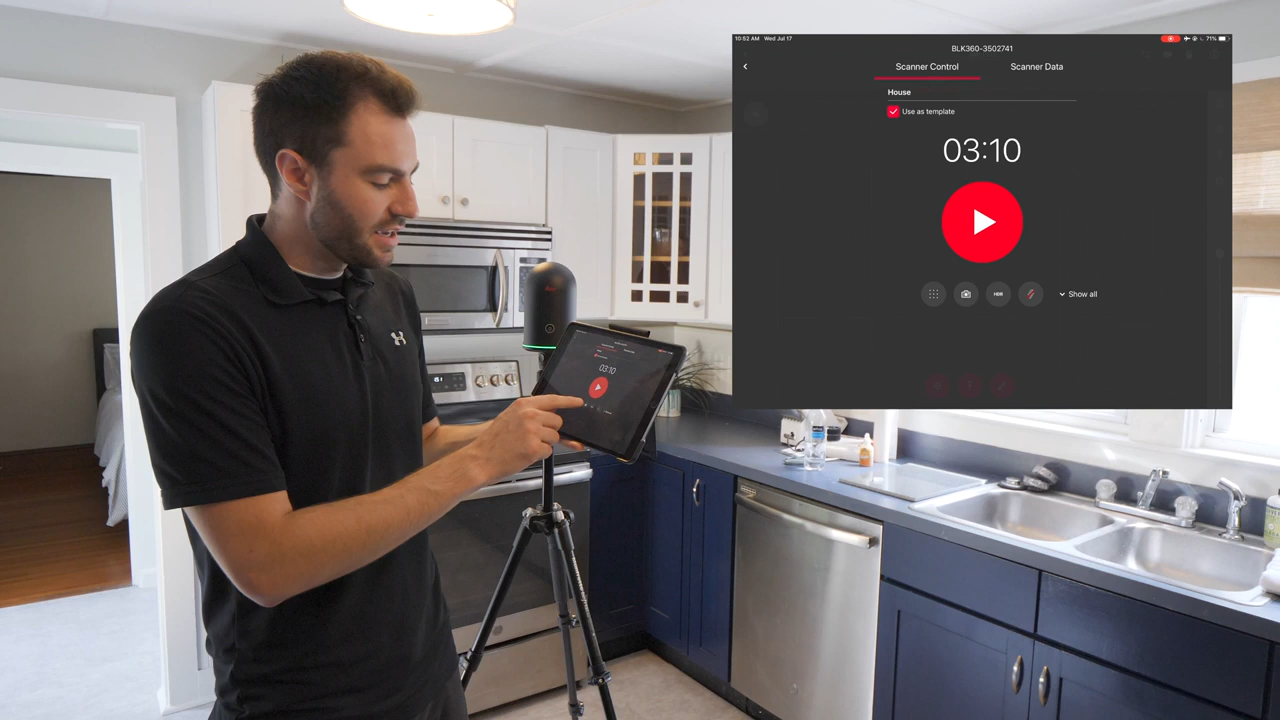 10:52 AM Wed Jul 17
71%
BLK360-3502741
Scanner Control
Scanner Data
House
Use as template
03:10
HDR
Show all
03:10